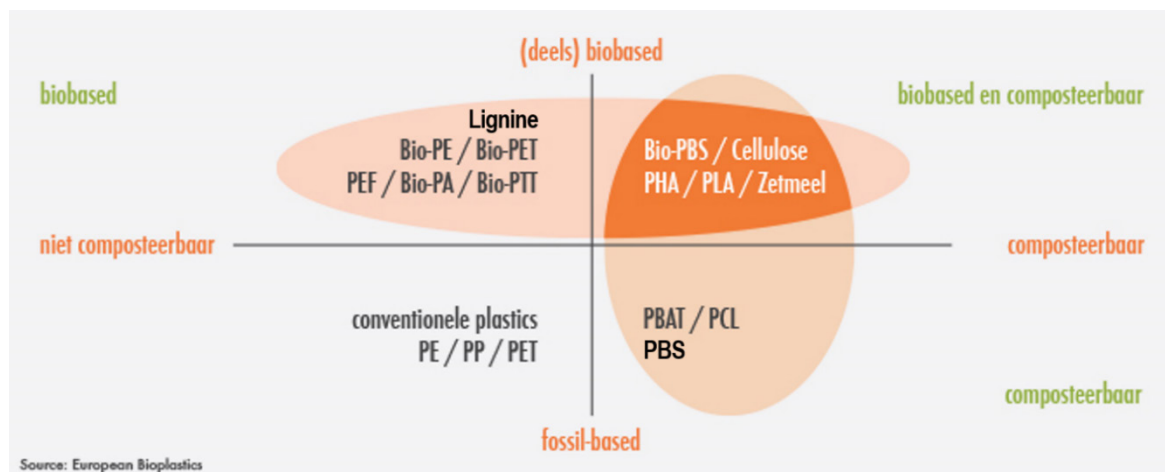 (deels) biobased
biobased
biobased en composteerbaar
Lignine
Bio-PE / Bio-PET
PEF / Bio-PA / Bio-PTT
Bio-PBS / Cellulose
PHA / PLA / Zetmeel
niet composteerbaar
composteerbaar
conventionele plastics
PE / PP / PET
PBAT / PCL
PBS
composteerbaar
fossil-based
Source: European Bioplastics